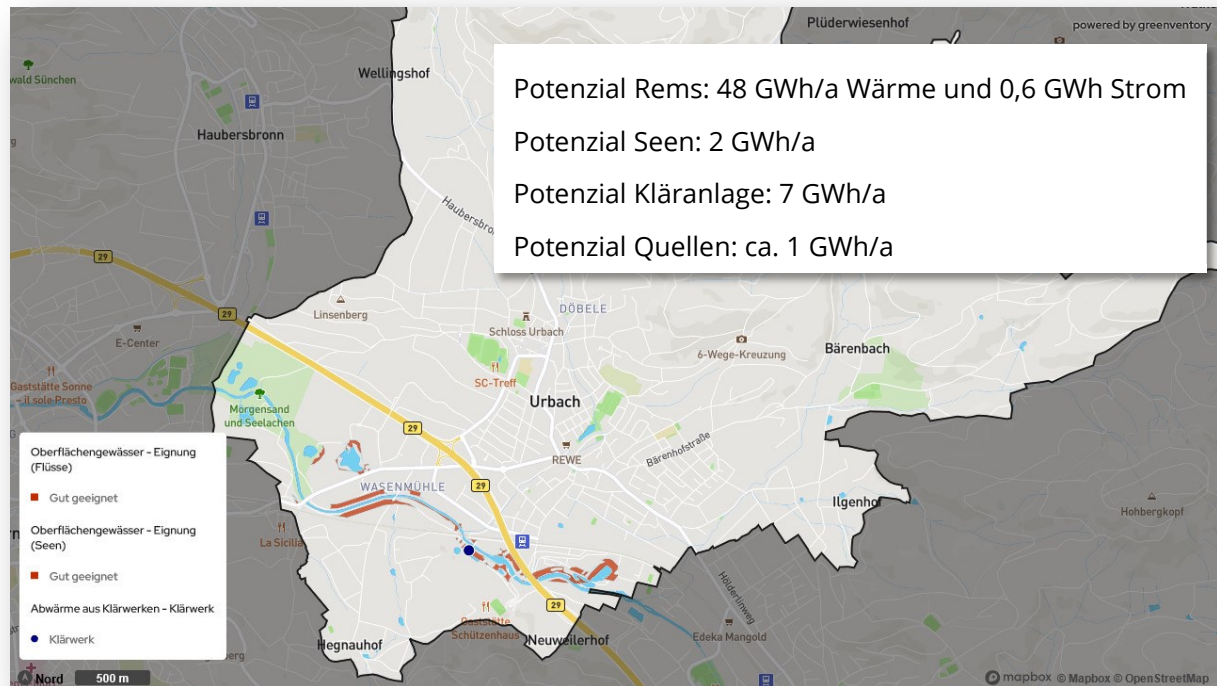 Plüderwiesenhof
powered by greenventory
wald Sünchen
Wellingshof
Potenzial Rems: 48 GWh/a Wärme und 0,6 GWh Strom
Potenzial Seen: 2 GWh/a
Potenzial Kläranlage: 7 GWh/a
Potenzial Quellen: ca. 1 GWh/a
Haubersbronn
Haubersbro
29
29
Linsenberg
DÖBELE
Schloss Urbach
E-Center
6-Wege-Kreuzung
Bärenbach
SC-Treff
Gaststätte Sonne
- il sole Presto
Urbach
Morgensand
und Seelachen
29
REWE
Bärenhofstraße
Oberflächengewässer - Eignung
(Flüsse)
Gut geeignet
Oberflächengewässer - Eignung
(Seen)
Gut geeignet
Abwärme aus Klärwerken - Klärwerk
Klärwerk
WASENMÜHLE
29
Ilgenhof
Hohbergkopf
La Sicilia
Hölderlinweg
29
Gaststätte
Schützenhaus
Edeka Mangold
Hegnauhof
Neuweilerhof
Nord
500 m
mapbox © Mapbox © OpenStreetMap